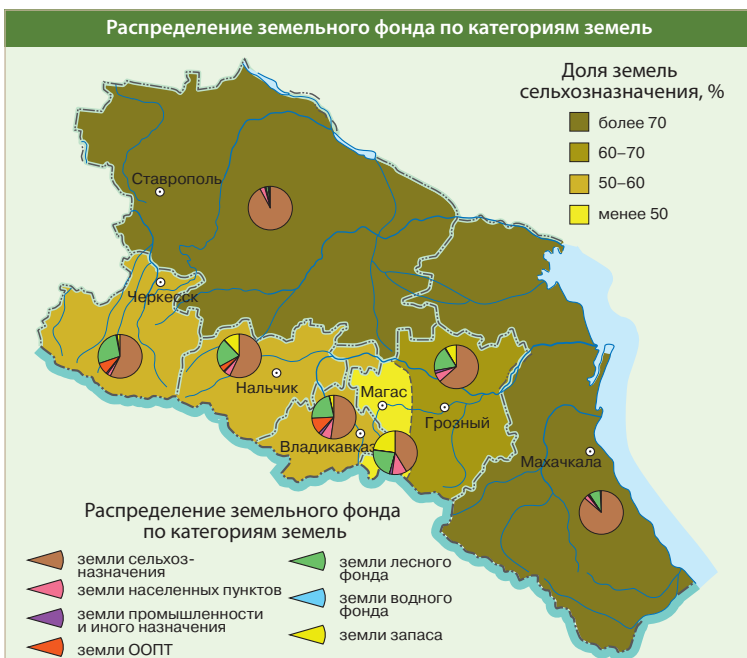 Распределение земельного фонда по категориям земель
Доля земель
сельхозназначения, %
более 70
60–70
50–60
менее 50
Ставрополь
Черкесск
Нальчик
Магас
Владикавказ
Грозный
Махачкала
Распределение земельного фонда
по категориям земель
земли сельхоз-
назначения
земли населенных пунктов
земли промышленности
и иного назначения
земли ООПТ
земли лесного
фонда
земли водного
фонда
земли запаса